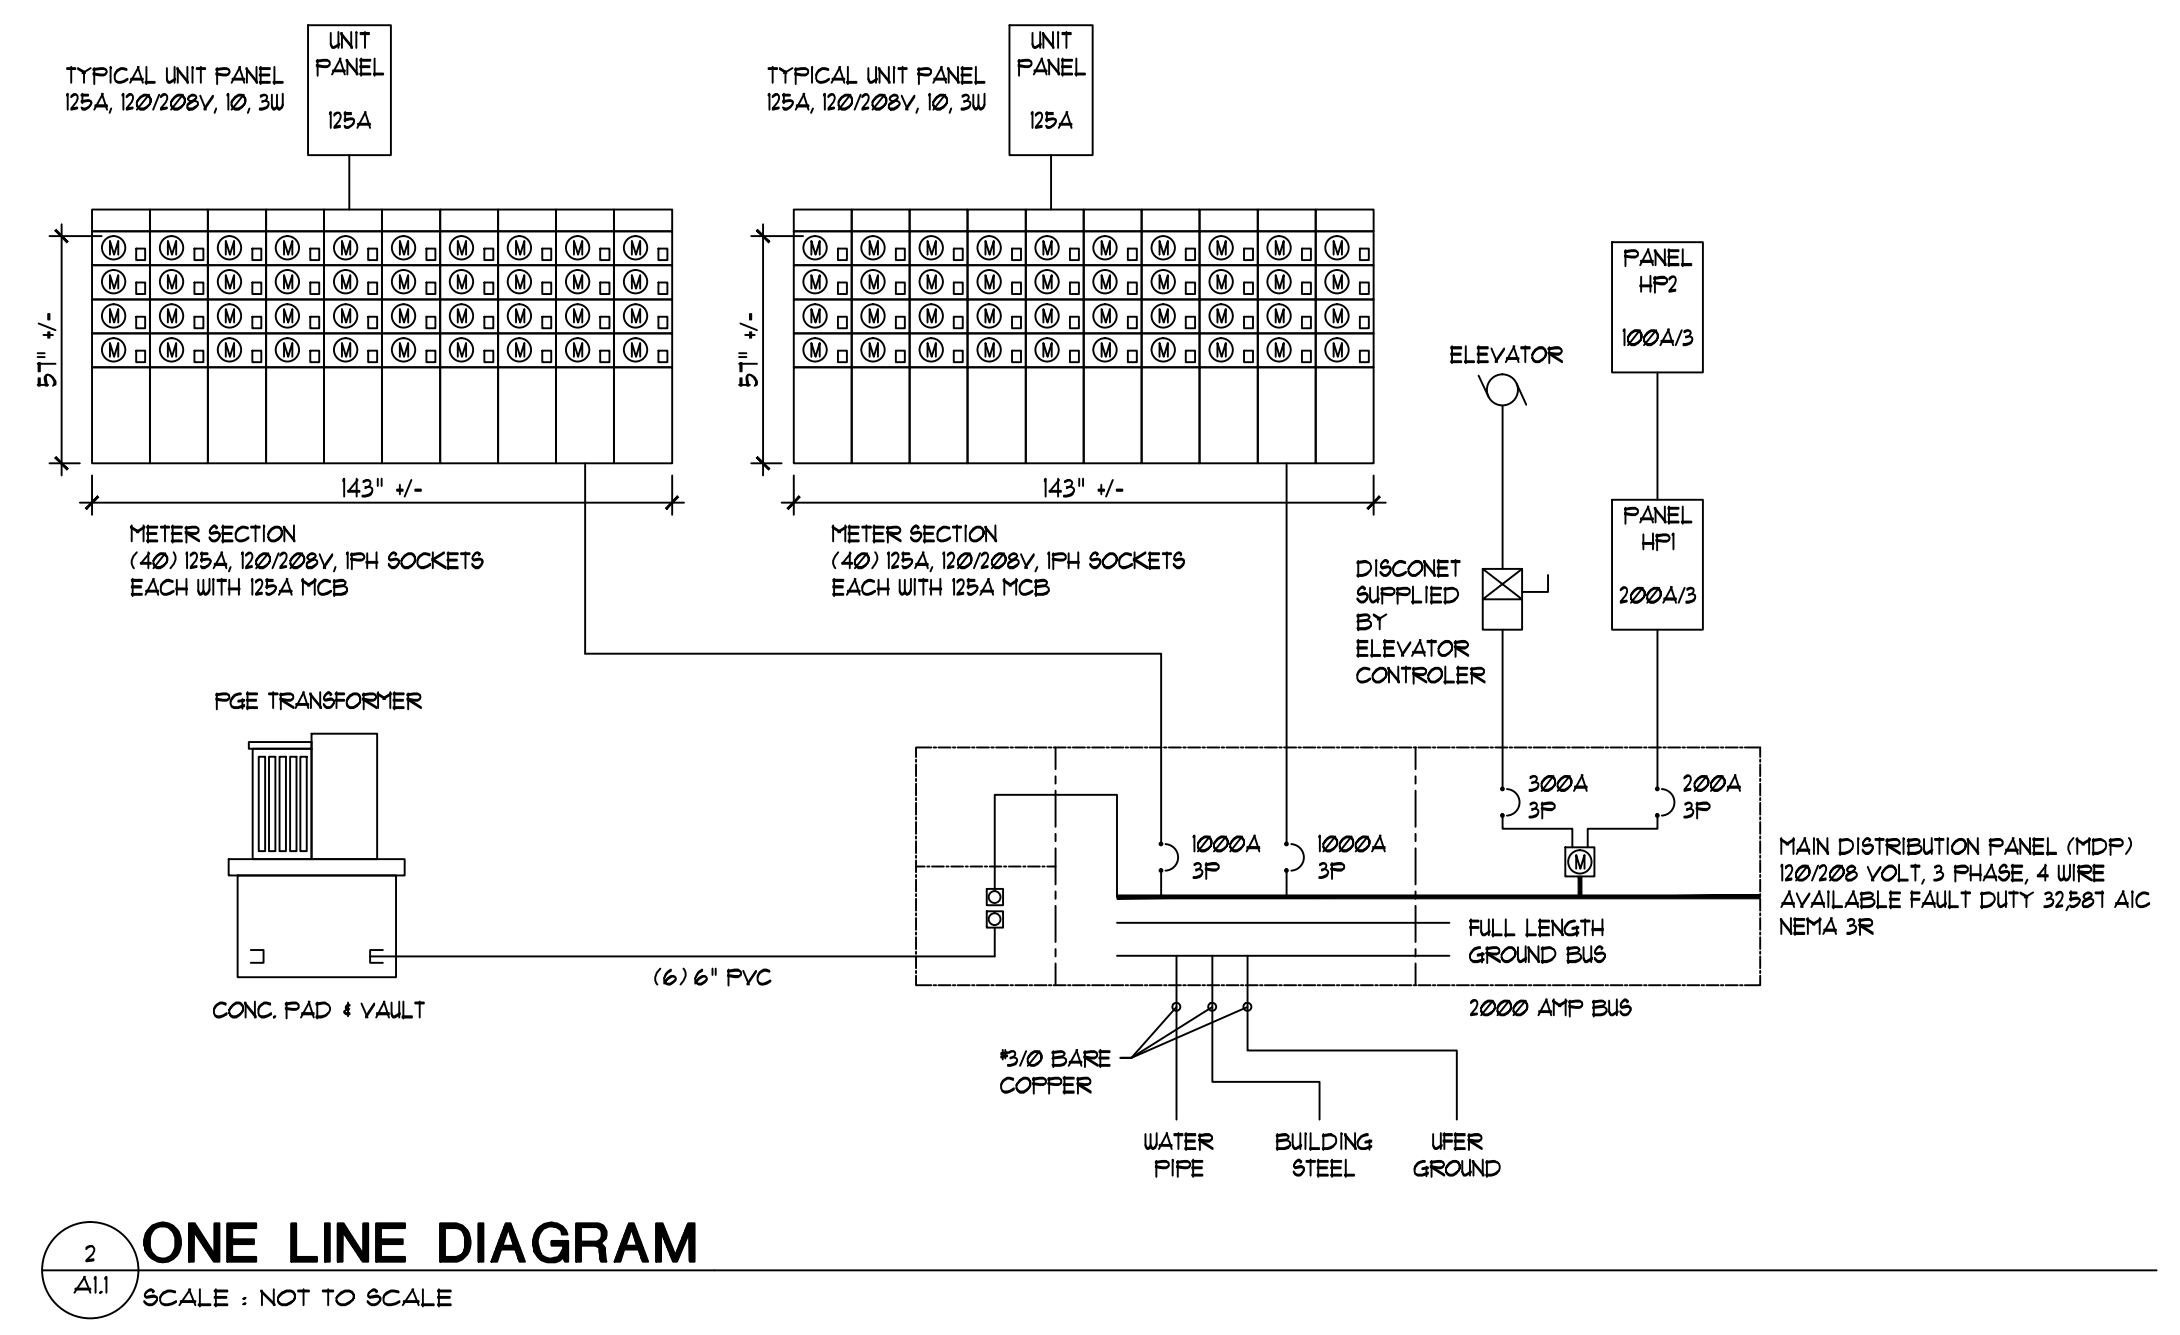 UNIT
PANEL
125A
TYPICAL UNIT PANEL
125A, 120/208V, 1Ø, 3W
UNIT
PANEL
125A
TYPICAL UNIT PANEL
125A, 120/208V, 1Ø, 3W
M M M M M M M M M M
M M M M M M M M M M
M M M M M M M M M M
M M M M M M M M M M
57" +/-
143" +/-
METER SECTION
(40) 125A, 120/208V, 1PH SOCKETS
EACH WITH 125A MCB
M M M M M M M M M M
M M M M M M M M M M
M M M M M M M M M M
M M M M M M M M M M
57" +/-
143" +/-
METER SECTION
(40) 125A, 120/208V, 1PH SOCKETS
EACH WITH 125A MCB
ELEVATOR
PANEL
HP2
100A/3
PANEL
HP1
200A/3
DISCONET
SUPPLIED
BY
ELEVATOR
CONTROLER
PGE TRANSFORMER
CONC. PAD & VAULT
(6) 6" PVC
1000A
3P
1000A
3P
300A
3P
200A
3P
M
MAIN DISTRIBUTION PANEL (MDP)
120/208 VOLT, 3 PHASE, 4 WIRE
AVAILABLE FAULT DUTY 32,587 AIC
NEMA 3R
FULL LENGTH
GROUND BUS
2000 AMP BUS
#3/0 BARE
COPPER
WATER
PIPE
BUILDING
STEEL
UFER
GROUND
2
A1.1
ONE LINE DIAGRAM
SCALE : NOT TO SCALE